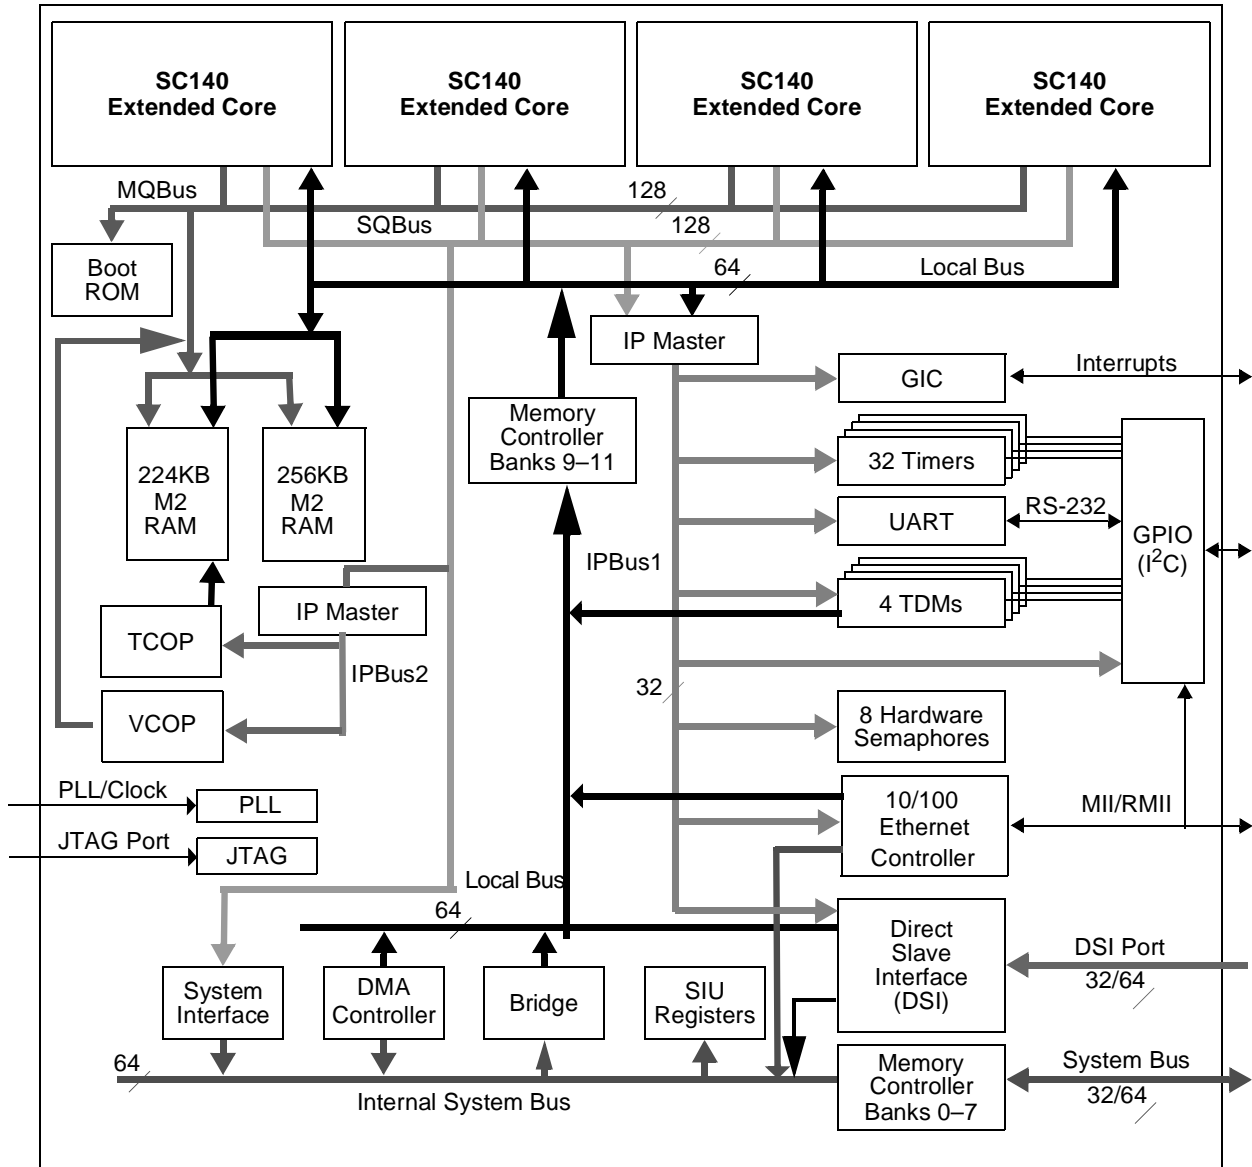 SC140
Extended Core
SC140
Extended Core
SC140
Extended Core
SC140
Extended Core
MQBus
128
SQBus
128
64
Local Bus
Boot
ROM
IP Master
Interrupts
GIC
Memory
Controller
Banks 9–11
32 Timers
224KB
M2
RAM
256KB
M2
RAM
UART
RS-232
GPIO
(I2C)
IPBus1
4 TDMs
IP Master
TCOP
IPBus2
32
VCOP
8 Hardware
Semaphores
PLL/Clock
PLL
10/100
Ethernet
Controller
MII/RMII
JTAG Port
JTAG
Local Bus
64
Direct
Slave
Interface
(DSI)
DSI Port
32/64
System
Interface
DMA
Controller
Bridge
SIU
Registers
64
Internal System Bus
Memory
Controller
Banks 0–7
System Bus
32/64